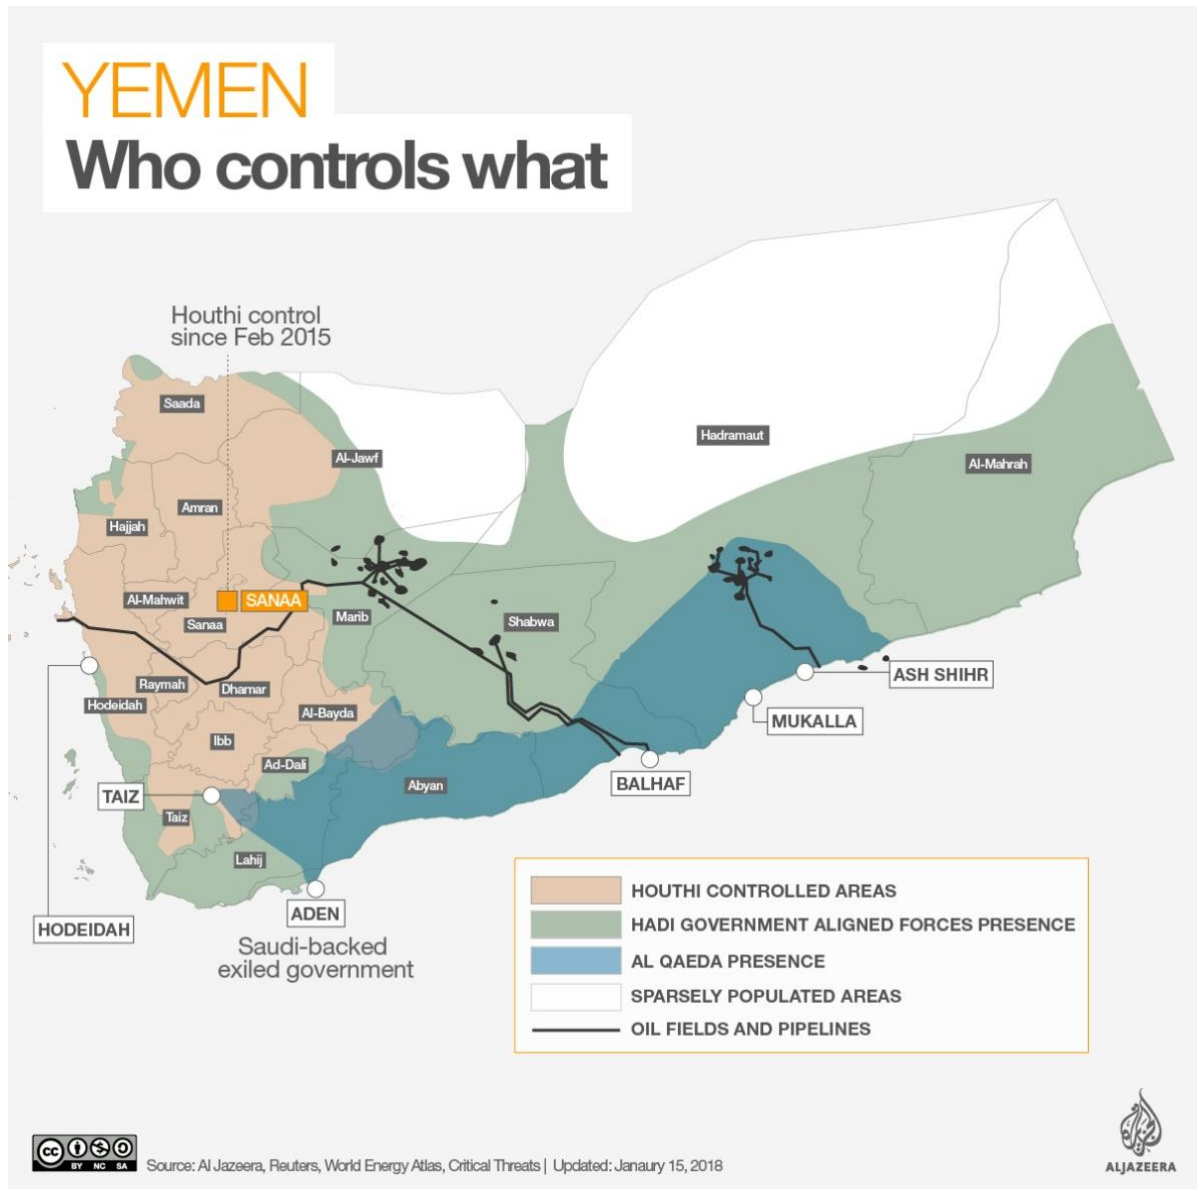 YEMEN
Who controls what
Houthi control
since Feb 2015
Saada
Al-Jawf
Hadramaut
Al-Mahrah
Amran
Hajjah
Al-Mahwit
SANAA
Sanaa
Marib
Shabwa
Raymah
Dhamar
Hodeidah
Al-Bayda
Ibb
Ad-Dali
Abyan
TAIZ
Taiz
Lahij
ASH SHIHR
MUKALLA
BALHAF
ADEN
Saudi-backed
exiled government
HODEIDAH
HOUTHI CONTROLLED AREAS
HADI GOVERNMENT ALIGNED FORCES PRESENCE
AL QAEDA PRESENCE
SPARSELY POPULATED AREAS
OIL FIELDS AND PIPELINES
cc
BY NC SA
Source: Al Jazeera, Reuters, World Energy Atlas, Critical Threats | Updated: Janaury 15, 2018
ALJAZEERA